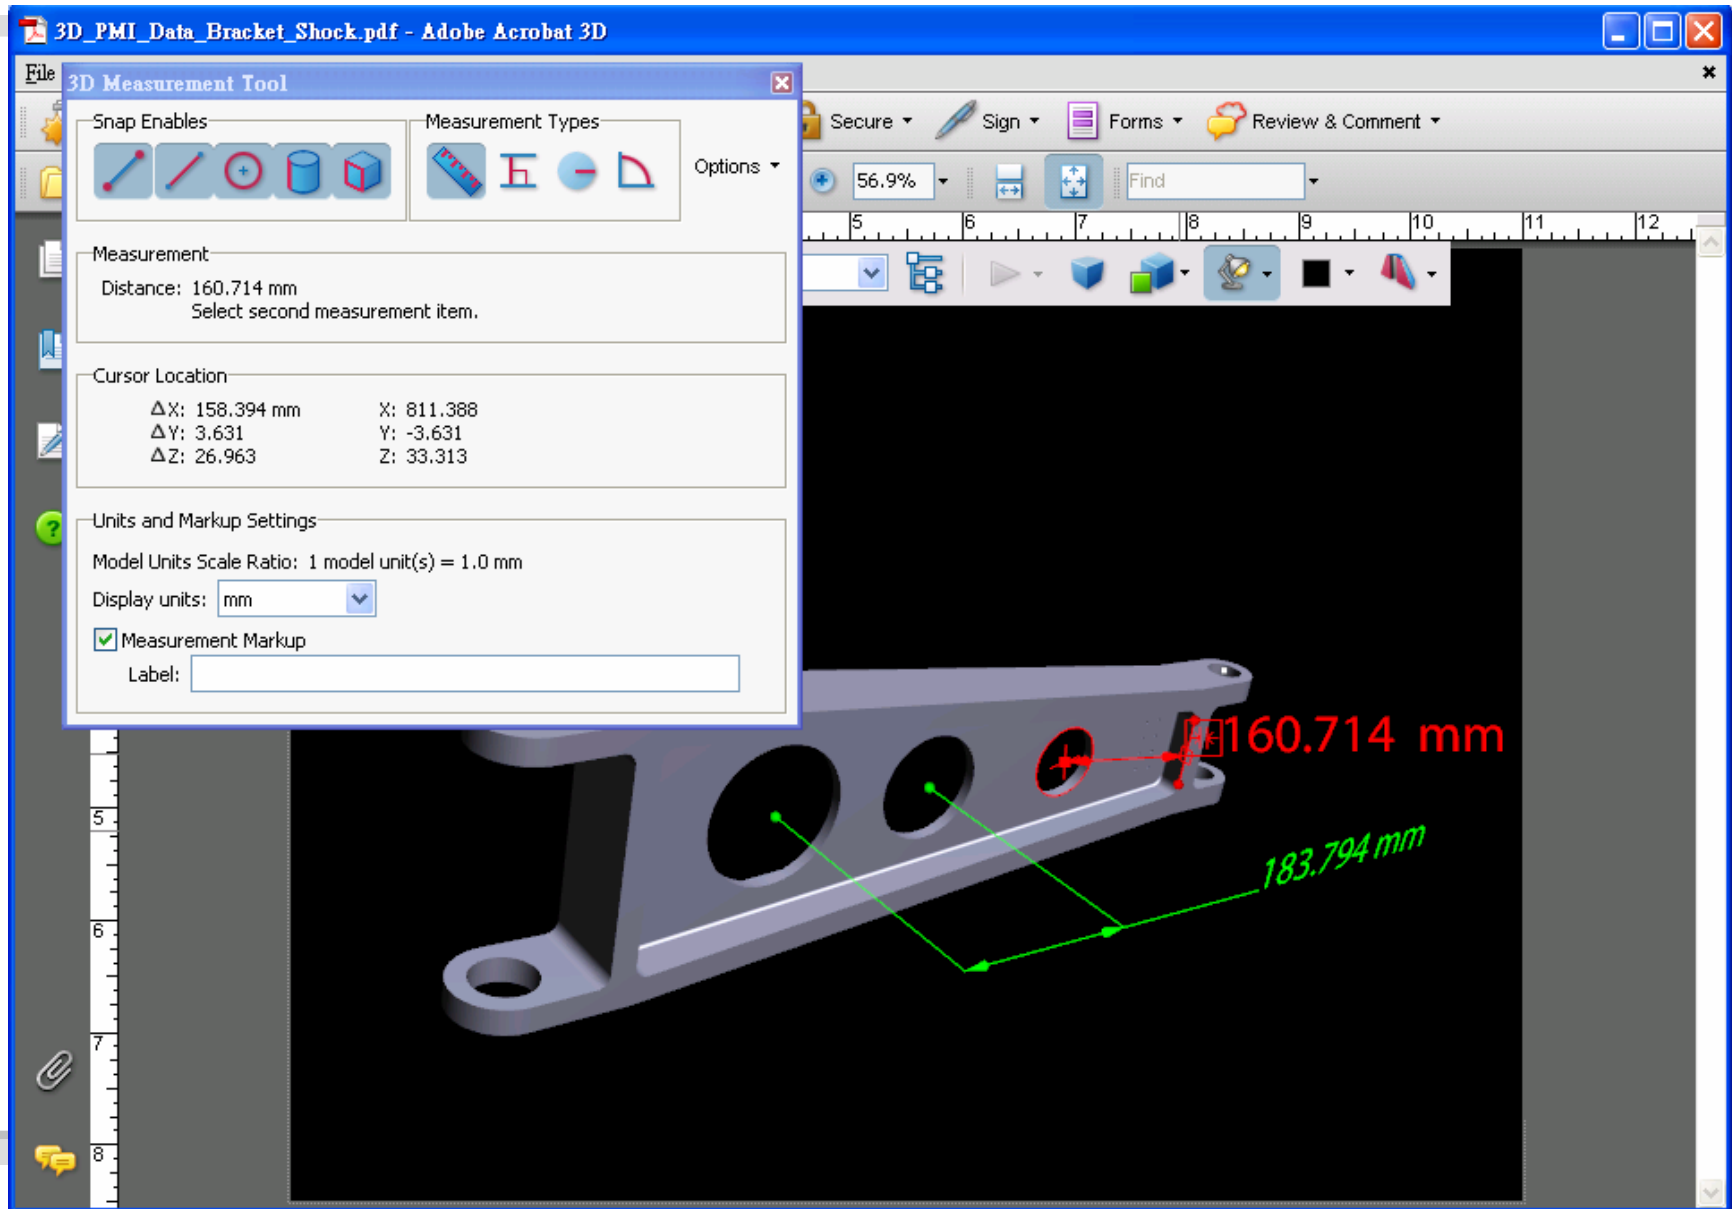 3D_PMI_Data_Bracket_Shock.pdf - Adobe Acrobat 3D
File
3D Measurement Tool
Secure
Sign
Forms
Review & Comment
Snap Enables
Measurement Types
Options
56.9%
Find
5 6 7 8 9 10 11 12
Measurement
Distance: 160.714 mm
Select second measurement item.
Cursor Location
ΔX: 158.394 mm X: 811.388
ΔY: 3.631 Y: -3.631
ΔZ: 26.963 Z: 33.313
Units and Markup Settings
Model Units Scale Ratio: 1 model unit(s) = 1.0 mm
Display units: mm
Measurement Markup
Label:
160.714 mm
183.794 mm
5
6
7
8